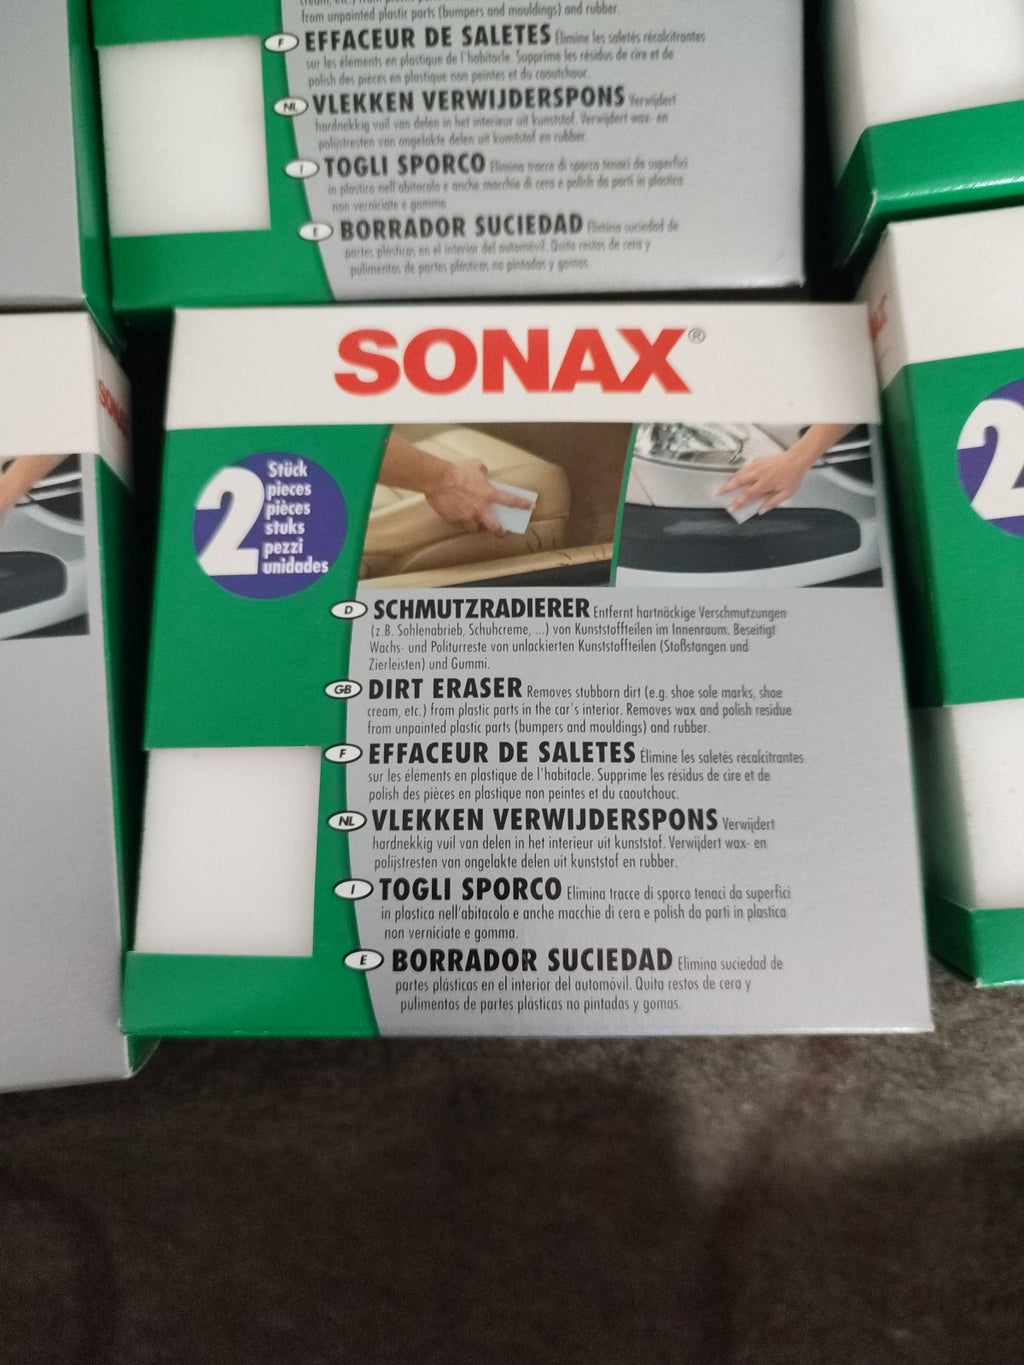 from unpainted plastic parts (bumpers and mouldings) and rubber.
F EFFACEUR DE SALETES Élimine les saletés récalcitrantes
sur les éléments en plastique de l'habitacle. Supprime les résidus de cire et de
polish des pièces en plastique non peintes et du caoutchouc.
NL VLEKKEN VERWIJDERSPONS Verwijdert
hardnekkig vuil van delen in het interieur uit kunststof. Verwijdert wax- en
polijstresten van ongelakte delen uit kunststof en rubber.
I TOGLI SPORCO Elimina tracce di sporco tenaci da superfici
in plastica nell'abitacolo e anche macchie di cera e polish da parti in plastica
non verniciate e gomma.
E BORRADOR SUCIEDAD Elimina suciedad de
partes plásticas en el interior del automóvil. Quita restos de cera y
pulimentos de partes plásticas no pintadas y gomas.
SONAX®
2 Stück
pieces
pièces
stuks
pezzi
unidades
D SCHMUTZRADIERER Entfernt hartnäckige Verschmutzungen
(z.B. Sohlenabrieb, Schuhcreme, ...) von Kunststoffteilen im Innenraum. Beseitigt
Wachs- und Politurreste von unlackierten Kunststoffteilen (Stoßstangen und
Zierleisten) und Gummi.
GB DIRT ERASER Removes stubborn dirt (e.g. shoe sole marks, shoe
cream, etc.) from plastic parts in the car's interior. Removes wax and polish residue
from unpainted plastic parts (bumpers and mouldings) and rubber.
F EFFACEUR DE SALETES Élimine les saletés récalcitrantes
sur les éléments en plastique de l'habitacle. Supprime les résidus de cire et de
polish des pièces en plastique non peintes et du caoutchouc.
NL VLEKKEN VERWIJDERSPONS Verwijdert
hardnekkig vuil van delen in het interieur uit kunststof. Verwijdert wax- en
polijstresten van ongelakte delen uit kunststof en rubber.
I TOGLI SPORCO Elimina tracce di sporco tenaci da superfici
in plastica nell'abitacolo e anche macchie di cera e polish da parti in plastica
non verniciate e gomma.
E BORRADOR SUCIEDAD Elimina suciedad de
partes plásticas en el interior del automóvil. Quita restos de cera y
pulimentos de partes plásticas no pintadas y gomas.
2